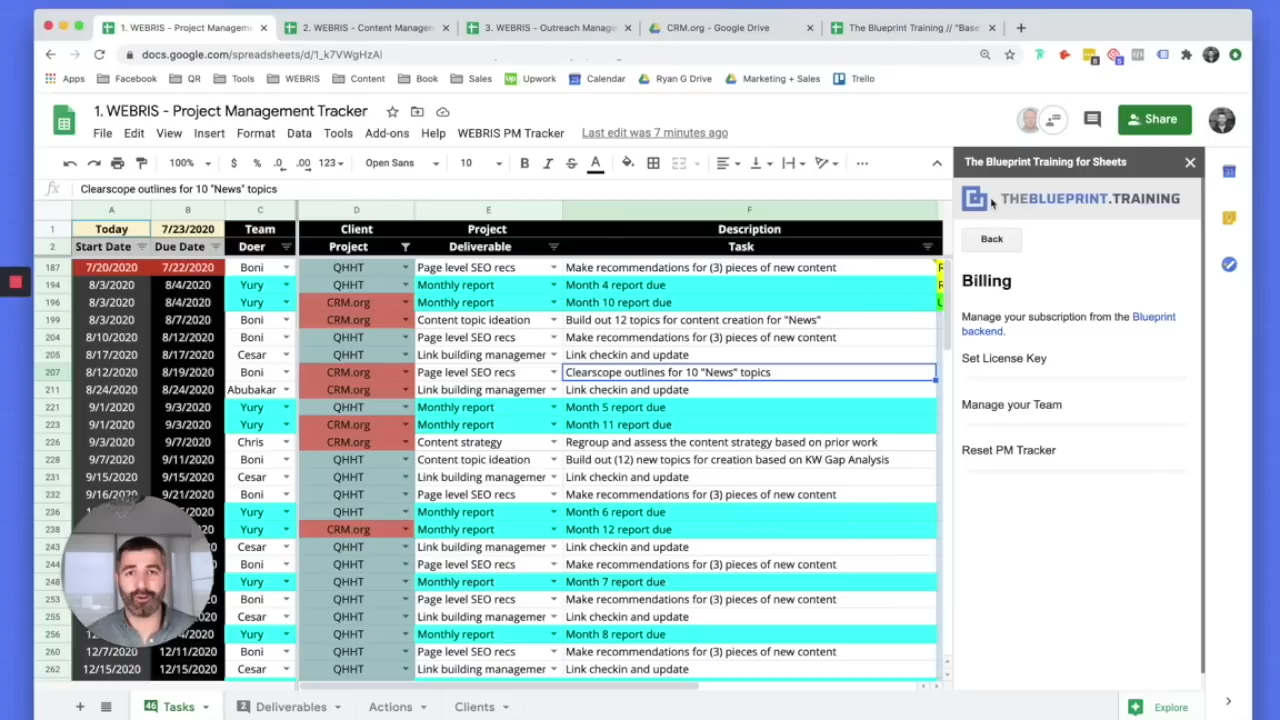 1. WEBRIS - Project Managem
2. WEBRIS - Content Managem
3. WEBRIS - Outreach Manage
CRM.org - Google Drive
The Blueprint Training // "Base
docs.google.com/spreadsheets/d/1_k7VWgHzAl
Apps Facebook QR Tools WEBRIS Content Book Sales Upwork Calendar Ryan G Drive Marketing + Sales Trello
1. WEBRIS - Project Management Tracker
File Edit View Insert Format Data Tools Add-ons Help WEBRIS PM Tracker Last edit was 7 minutes ago
Share
100% $ % .0 .00 123 Open Sans 10 B I S A
fx Clearscope outlines for 10 "News" topics
A B C D E F
1 Today 7/23/2020 Team Client Project Description
2 Start Date Due Date Doer Project Deliverable Task
187 7/20/2020 7/22/2020 Boni QHHT Page level SEO recs Make recommendations for (3) pieces of new content
194 8/3/2020 8/4/2020 Yury QHHT Monthly report Month 4 report due
196 8/3/2020 8/4/2020 Yury CRM.org Monthly report Month 10 report due
199 8/3/2020 8/7/2020 Boni CRM.org Content topic ideation Build out 12 topics for content creation for "News"
204 8/10/2020 8/12/2020 Boni QHHT Page level SEO recs Make recommendations for (3) pieces of new content
205 8/17/2020 8/17/2020 Cesar QHHT Link building managemer Link checkin and update
207 8/12/2020 8/19/2020 Boni CRM.org Page level SEO recs Clearscope outlines for 10 "News" topics
211 8/24/2020 8/24/2020 Abubakar CRM.org Link building managemer Link checkin and update
221 9/1/2020 9/3/2020 Yury QHHT Monthly report Month 5 report due
223 9/1/2020 9/3/2020 Yury CRM.org Monthly report Month 11 report due
226 9/3/2020 9/7/2020 Chris CRM.org Content strategy Regroup and assess the content strategy based on prior work
228 9/7/2020 9/11/2020 Boni QHHT Content topic ideation Build out (12) new topics for creation based on KW Gap Analysis
231 9/15/2020 9/15/2020 Cesar QHHT Link building managemer Link checkin and update
232 9/16/2020 9/21/2020 Boni QHHT Page level SEO recs Make recommendations for (3) pieces of new content
236 Yury QHHT Monthly report Month 6 report due
238 Yury CRM.org Monthly report Month 12 report due
243 Cesar QHHT Link building managemer Link checkin and update
244 Boni QHHT Page level SEO recs Make recommendations for (3) pieces of new content
248 Yury QHHT Monthly report Month 7 report due
253 Boni QHHT Page level SEO recs Make recommendations for (3) pieces of new content
255 Cesar QHHT Link building managemer Link checkin and update
256 Yury QHHT Monthly report Month 8 report due
260 12/7/2020 12/11/2020 Boni QHHT Page level SEO recs Make recommendations for (3) pieces of new content
262 12/15/2020 12/15/2020 Cesar QHHT Link building managemer Link checkin and update
46 Tasks 2 Deliverables Actions Clients
Explore
The Blueprint Training for Sheets
THEBLUEPRINT.TRAINING
Back
Billing
Manage your subscription from the Blueprint
backend.
Set License Key
Manage your Team
Reset PM Tracker